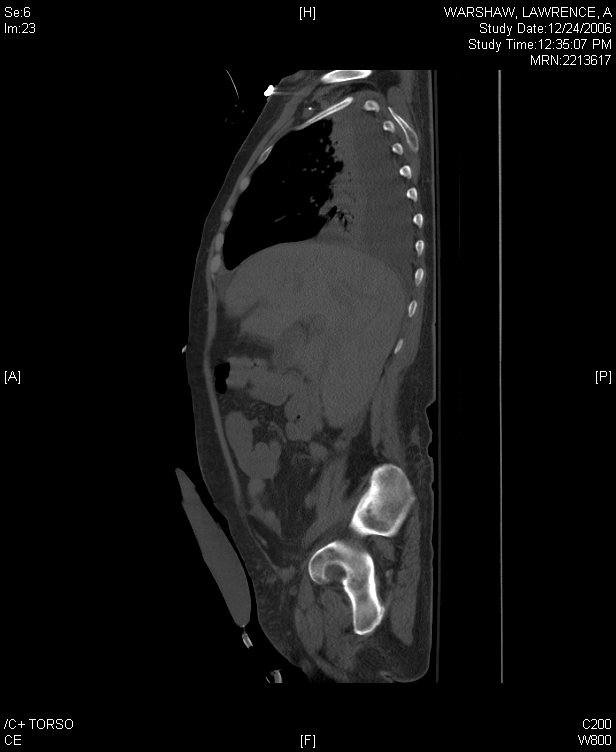 Se:6
Im:23
[H]
WARSHAW, LAWRENCE, A
Study Date:12/24/2006
Study Time:12:35:07 PM
MRN:2213617
[A]
[P]
/C+ TORSO
CE
[F]
C200
W800